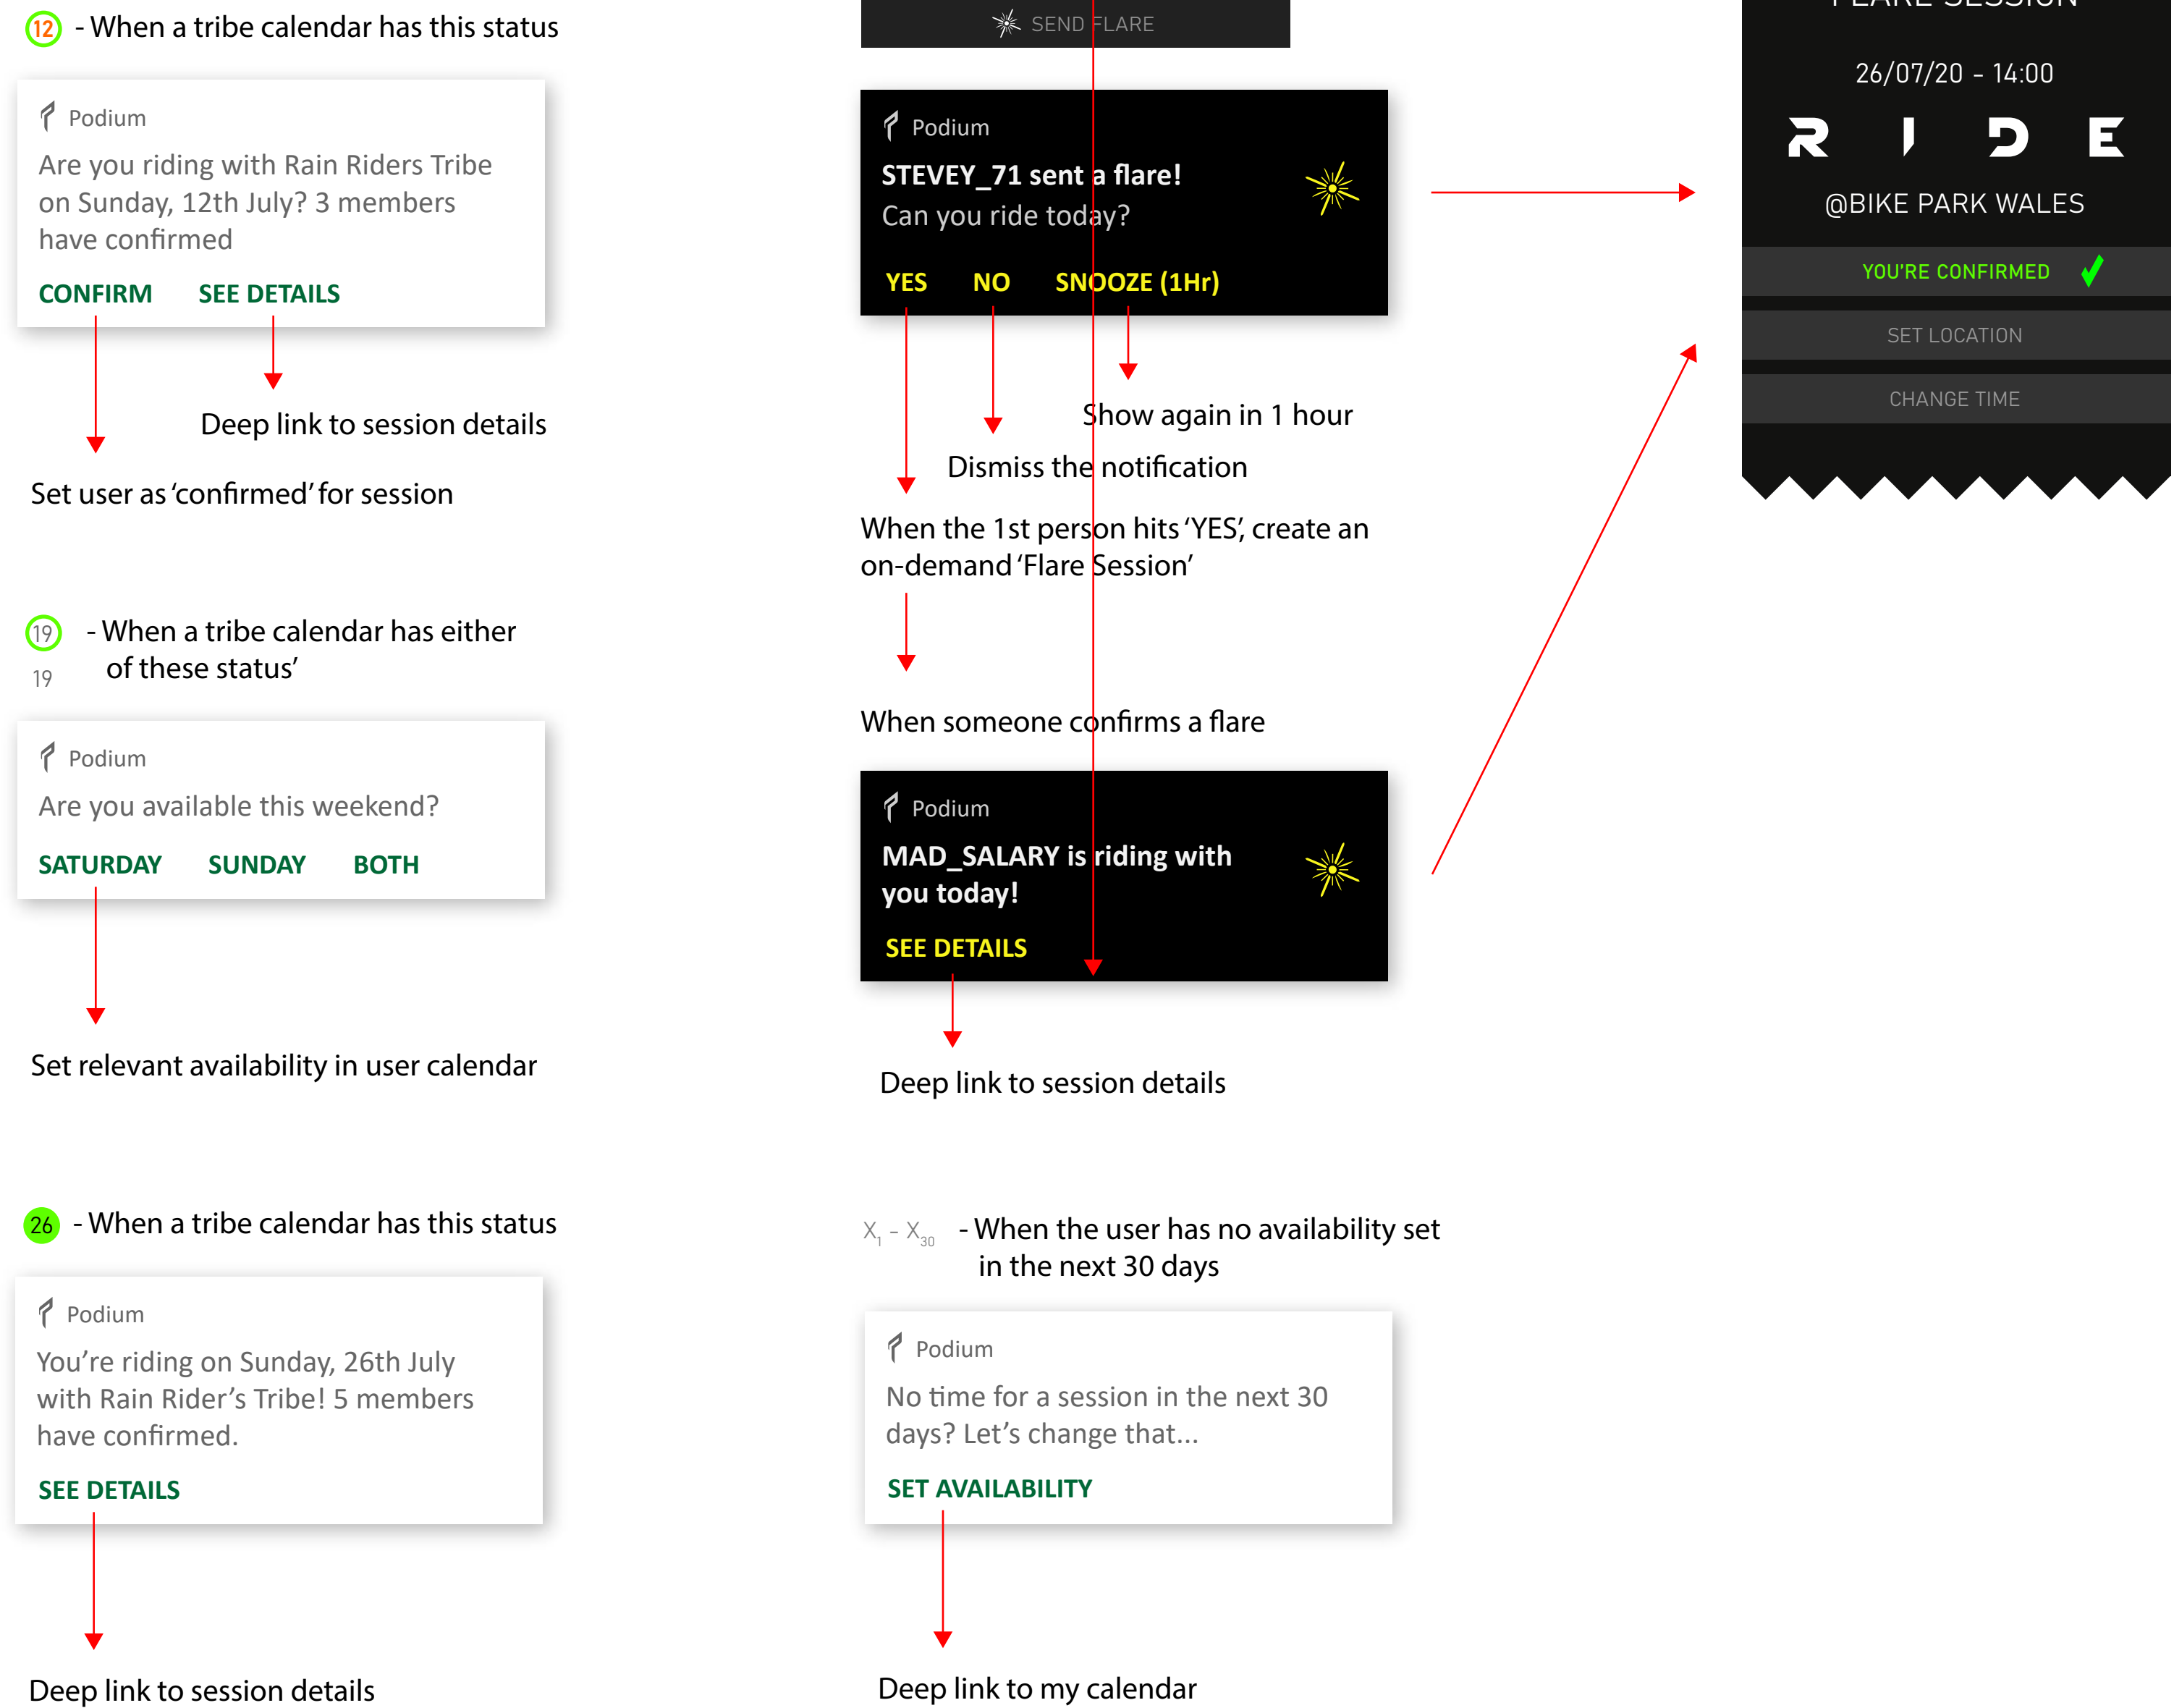 12 - When a tribe calendar has this status
Podium
Are you riding with Rain Riders Tribe
on Sunday, 12th July? 3 members
have confirmed
CONFIRM SEE DETAILS
Deep link to session details
Set user as ‘confirmed’ for session
19 - When a tribe calendar has either
19 of these status’
Podium
Are you available this weekend?
SATURDAY SUNDAY BOTH
Set relevant availability in user calendar
26 - When a tribe calendar has this status
Podium
You’re riding on Sunday, 26th July
with Rain Rider’s Tribe! 5 members
have confirmed.
SEE DETAILS
Deep link to session details
SEND FLARE
Podium
STEVEY_71 sent a flare!
Can you ride today?
YES NO SNOOZE (1Hr)
Show again in 1 hour
Dismiss the notification
When the 1st person hits ‘YES’, create an
on-demand ‘Flare Session’
When someone confirms a flare
Podium
MAD_SALARY is riding with
you today!
SEE DETAILS
Deep link to session details
X1 - X30 - When the user has no availability set
in the next 30 days
Podium
No time for a session in the next 30
days? Let’s change that...
SET AVAILABILITY
Deep link to my calendar
FLARE SESSION
26/07/20 - 14:00
RIDE
@BIKE PARK WALES
YOU'RE CONFIRMED
SET LOCATION
CHANGE TIME